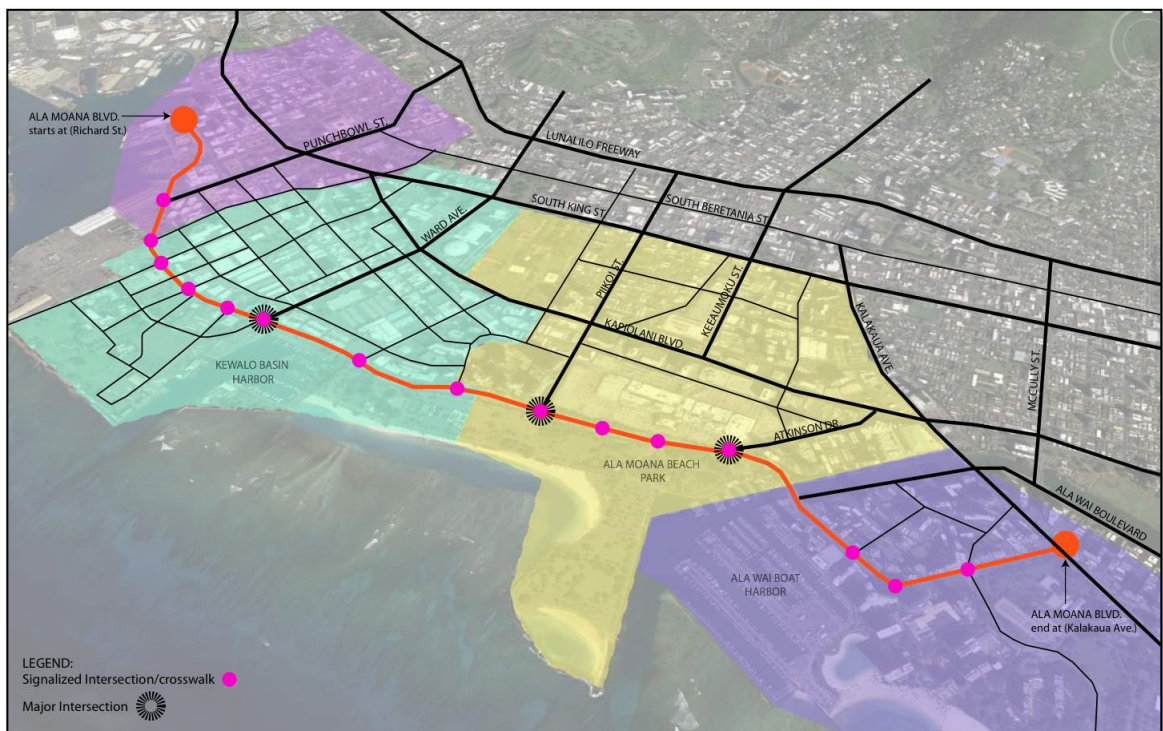 ALA MOANA BLVD.
starts at (Richard St.)
PUNCHBOWL ST.
LUNALILO FREEWAY
WARD AVE.
SOUTH KING ST.
SOUTH BERETANIA ST.
PIIKOI ST.
KEEAUMOKU ST.
KAPIOLANI BLVD.
KALAKAUA AVE.
MCCULLY ST.
KEWALO BASIN
HARBOR
ATKINSON DR.
ALA MOANA BEACH
PARK
ALA WAI BOULEVARD
ALA WAI BOAT
HARBOR
ALA MOANA BLVD.
end at (Kalakaua Ave.)
LEGEND:
Signalized Intersection/crosswalk
Major Intersection